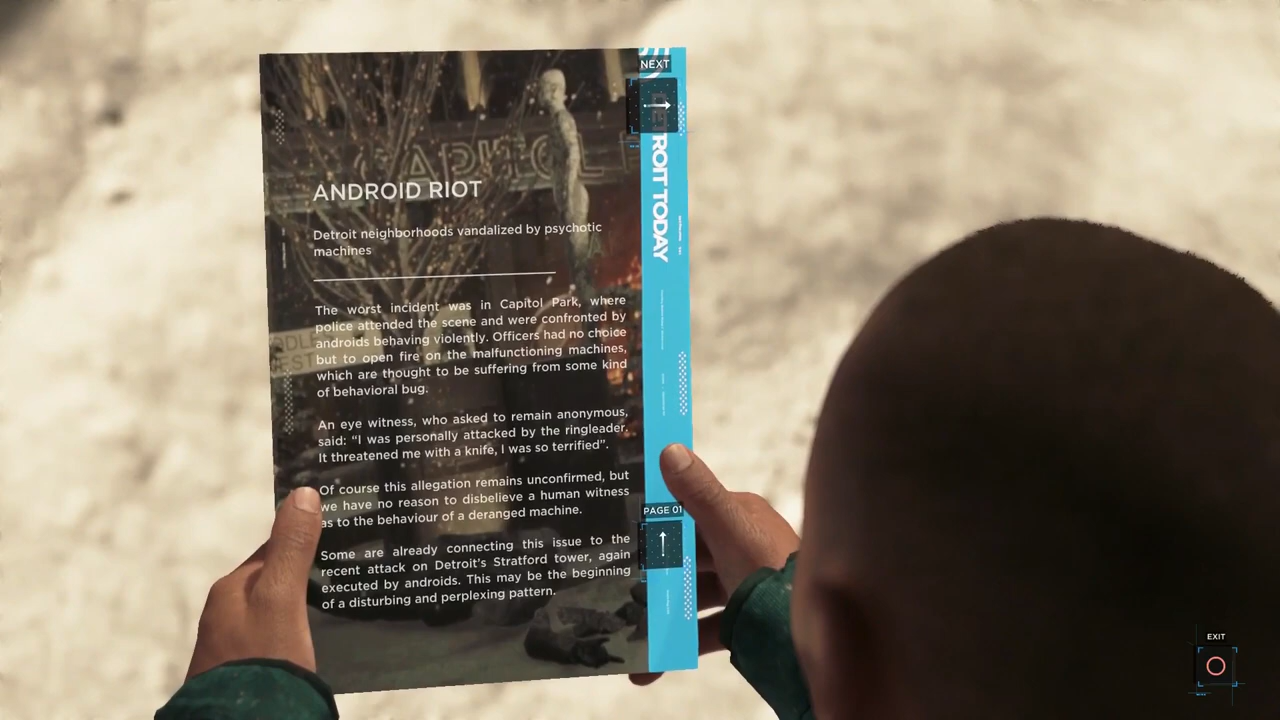 NEXT
ROIT TODAY
CAPITOL
ANDROID RIOT
Detroit neighborhoods vandalized by psychotic
machines
The worst incident was in Capitol Park, where
police attended the scene and were confronted by
androids behaving violently. Officers had no choice
but to open fire on the malfunctioning machines,
which are thought to be suffering from some kind
of behavioral bug.
An eye witness, who asked to remain anonymous,
said: “I was personally attacked by the ringleader.
It threatened me with a knife, I was so terrified”.
Of course this allegation remains unconfirmed, but
we have no reason to disbelieve a human witness
as to the behaviour of a deranged machine.
Some are already connecting this issue to the
recent attack on Detroit’s Stratford tower, again
executed by androids. This may be the beginning
of a disturbing and perplexing pattern.
PAGE 01
EXIT